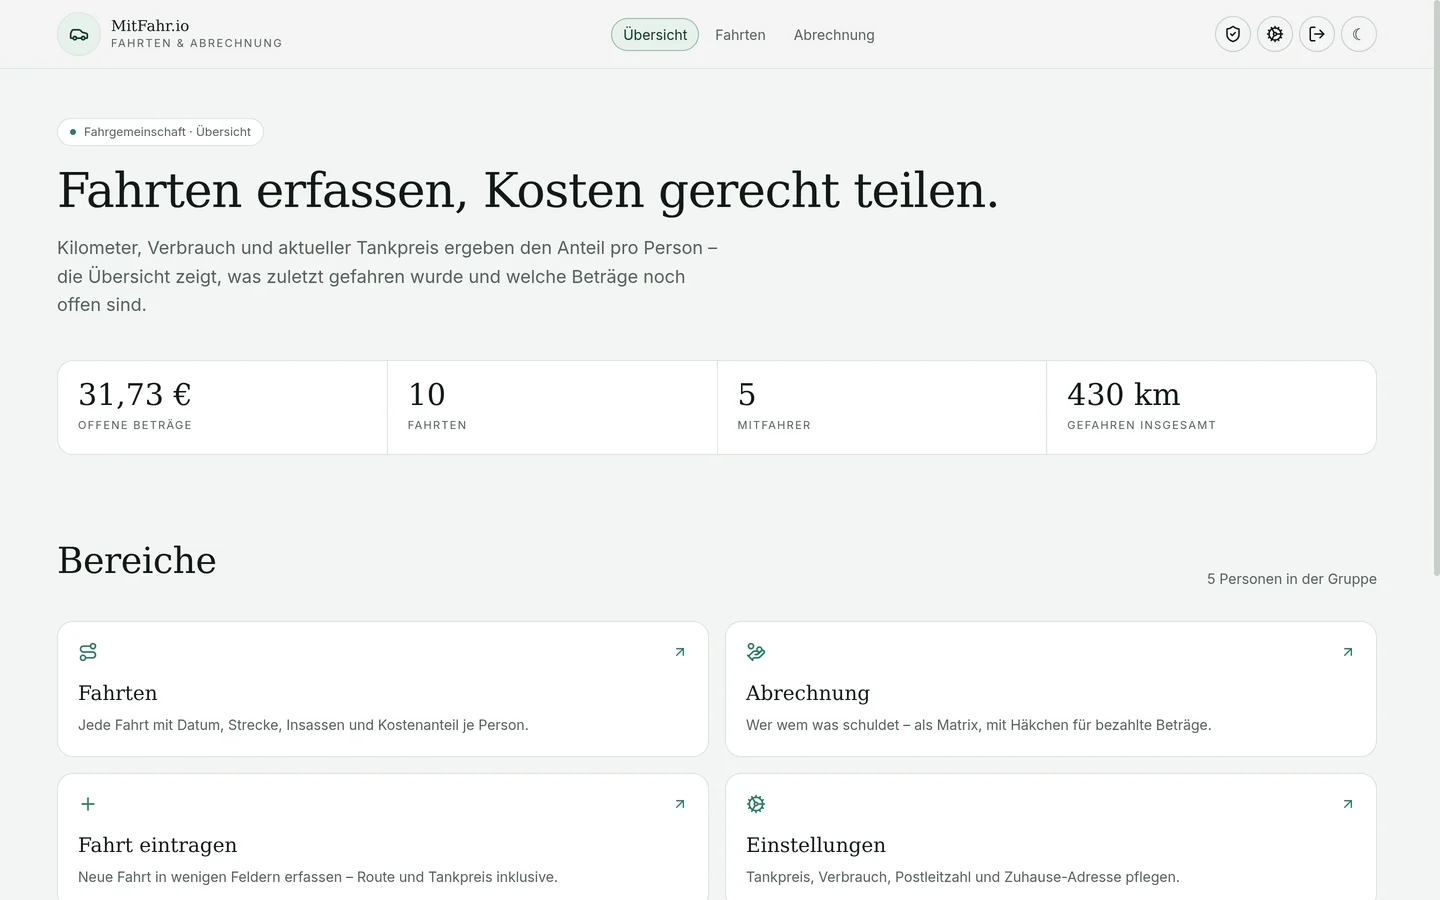 MitFahr.io
FAHRTEN & ABRECHNUNG
Übersicht
Fahrten
Abrechnung
Fahrgemeinschaft · Übersicht
Fahrten erfassen, Kosten gerecht teilen.
Kilometer, Verbrauch und aktueller Tankpreis ergeben den Anteil pro Person –
die Übersicht zeigt, was zuletzt gefahren wurde und welche Beträge noch
offen sind.
31,73 €
OFFENE BETRÄGE
10
FAHRTEN
5
MITFAHRER
430 km
GEFAHREN INSGESAMT
Bereiche
5 Personen in der Gruppe
Fahrten
Jede Fahrt mit Datum, Strecke, Insassen und Kostenanteil je Person.
Abrechnung
Wer wem was schuldet – als Matrix, mit Häkchen für bezahlte Beträge.
Fahrt eintragen
Neue Fahrt in wenigen Feldern erfassen – Route und Tankpreis inklusive.
Einstellungen
Tankpreis, Verbrauch, Postleitzahl und Zuhause-Adresse pflegen.